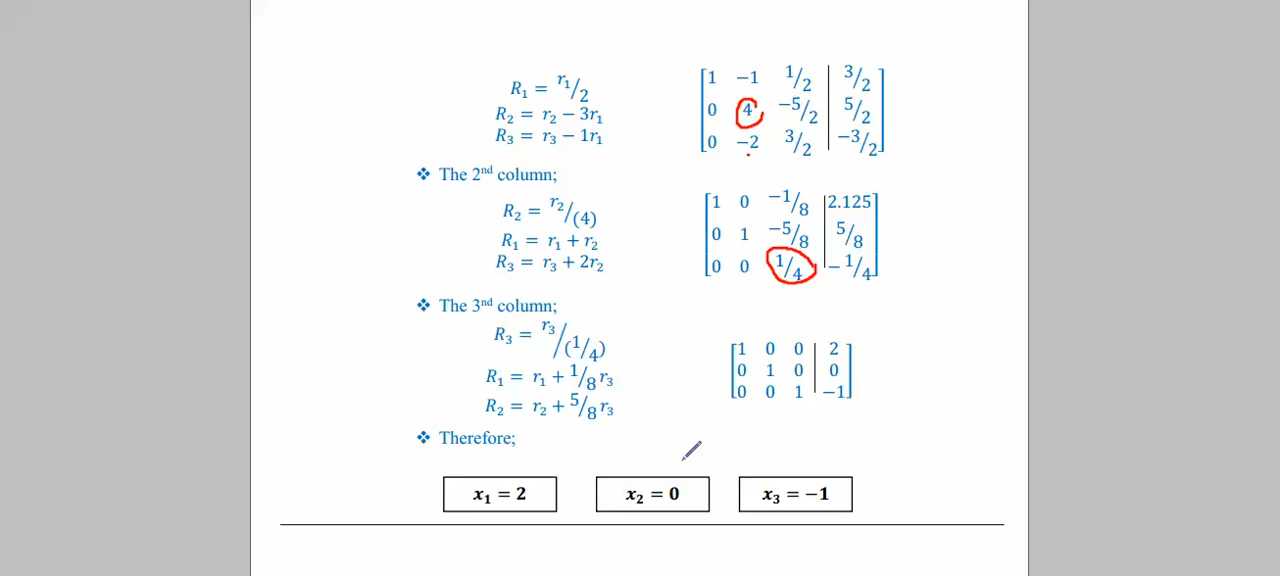 R₁ = r₁/2
R₂ = r₂ − 3r₁
R₃ = r₃ − 1r₁
[1 −1 1/2 | 3/2]
[0 4 −5/2 | 5/2]
[0 −2 3/2 | −3/2]
❖ The 2nd column;
R₂ = r₂/(4)
R₁ = r₁ + r₂
R₃ = r₃ + 2r₂
[1 0 −1/8 | 2.125]
[0 1 −5/8 | 5/8]
[0 0 1/4 | −1/4]
❖ The 3nd column;
R₃ = r₃/(1/4)
R₁ = r₁ + 1/8 r₃
R₂ = r₂ + 5/8 r₃
[1 0 0 | 2]
[0 1 0 | 0]
[0 0 1 | −1]
❖ Therefore;
x₁ = 2 x₂ = 0 x₃ = −1